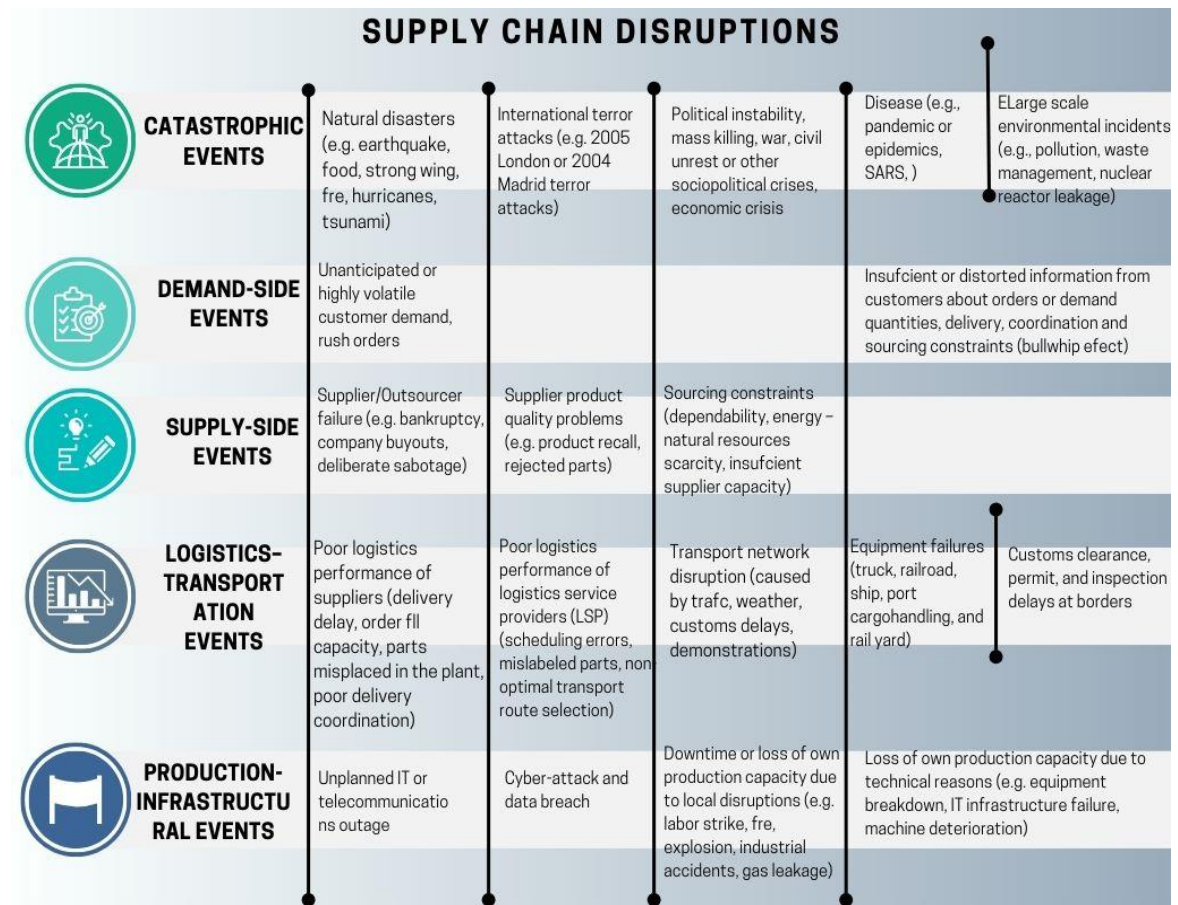 SUPPLY CHAIN DISRUPTIONS
CATASTROPHIC
EVENTS
Natural disasters
(e.g. earthquake,
food, strong wing,
fre, hurricanes,
tsunami)
International terror
attacks (e.g. 2005
London or 2004
Madrid terror
attacks)
Political instability,
mass killing, war, civil
unrest or other
sociopolitical crises,
economic crisis
Disease (e.g.,
pandemic or
epidemics,
SARS, )
ELarge scale
environmental incidents
(e.g., pollution, waste
management, nuclear
reactor leakage)
DEMAND-SIDE
EVENTS
Unanticipated or
highly volatile
customer demand,
rush orders
Insufcient or distorted information from
customers about orders or demand
quantities, delivery, coordination and
sourcing constraints (bullwhip efect)
SUPPLY-SIDE
EVENTS
Supplier/Outsourcer
failure (e.g. bankruptcy,
company buyouts,
deliberate sabotage)
Supplier product
quality problems
(e.g. product recall,
rejected parts)
Sourcing constraints
(dependability, energy –
natural resources
scarcity, insufcient
supplier capacity)
LOGISTICS–
TRANSPORT
ATION
EVENTS
Poor logistics
performance of
suppliers (delivery
delay, order fll
capacity, parts
misplaced in the plant,
poor delivery
coordination)
Poor logistics
performance of
logistics service
providers (LSP)
(scheduling errors,
mislabeled parts, non
optimal transport
route selection)
Transport network
disruption (caused
by trafc, weather,
customs delays,
demonstrations)
Equipment failures
(truck, railroad,
ship, port
cargohandling, and
rail yard)
Customs clearance,
permit, and inspection
delays at borders
PRODUCTION-
INFRASTRUCTU
RAL EVENTS
Unplanned IT or
telecommunicatio
ns outage
Cyber-attack and
data breach
Downtime or loss of own
production capacity due
to local disruptions (e.g.
labor strike, fre,
explosion, industrial
accidents, gas leakage)
Loss of own production capacity due to
technical reasons (e.g. equipment
breakdown, IT infrastructure failure,
machine deterioration)